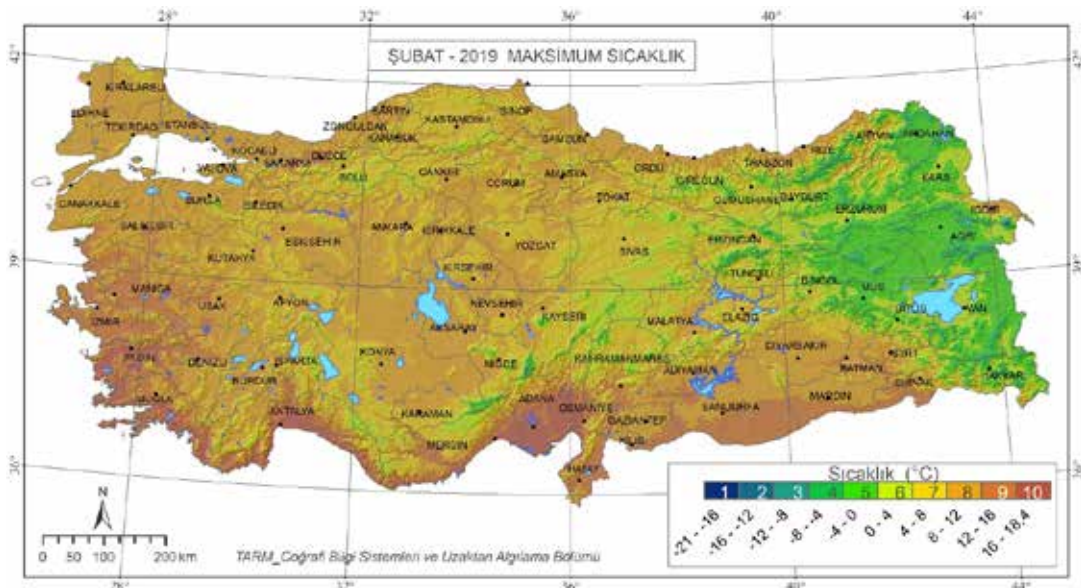 28° 32° 36° 40° 44°
42° 42°
ŞUBAT - 2019 MAKSİMUM SICAKLIK
KIRKLARELİ
EDİRNE
TEKİRDAĞ İSTANBUL
KOCAELİ
YALOVA SAKARYA DÜZCE
BARTIN
ZONGULDAK
KARABÜK
KASTAMONU
SİNOP
SAMSUN
ORDU
GİRESUN
TRABZON
RİZE
ARTVİN
ARDAHAN
KARS
IĞDIR
AĞRI
ERZURUM
BAYBURT
GÜMÜŞHANE
ERZİNCAN
TOKAT
AMASYA
ÇORUM
ÇANKIRI
BOLU
BİLECİK
BURSA
ÇANAKKALE
BALIKESİR
KÜTAHYA
ESKİŞEHİR
ANKARA
KIRIKKALE
YOZGAT
SİVAS
TUNCELİ
BİNGÖL
MUŞ
BİTLİS
VAN
39° 39°
MANİSA
İZMİR
UŞAK
AFYON
KIRŞEHİR
NEVŞEHİR
KAYSERİ
AKSARAY
MALATYA
ELAZIĞ
DİYARBAKIR
BATMAN
SİİRT
ŞIRNAK
HAKKARİ
MARDİN
AYDIN
DENİZLİ
ISPARTA
BURDUR
KONYA
NİĞDE
KAHRAMANMARAŞ
ADIYAMAN
MUĞLA
ANTALYA
KARAMAN
MERSİN
ADANA
OSMANİYE
GAZİANTEP
KİLİS
ŞANLIURFA
HATAY
36° 36°
Sıcaklık (°C)
1 2 3 4 5 6 7 8 9 10
-21 - -16 -16 - -12 -12 - -8 -8 - -4 -4 - 0 0 - 4 4 - 8 8 - 12 12 - 16 16 - 18.4
N
0 50 100 200 km
TARM_Coğrafi Bilgi Sistemleri ve Uzaktan Algılama Bölümü
36° 40° 44°